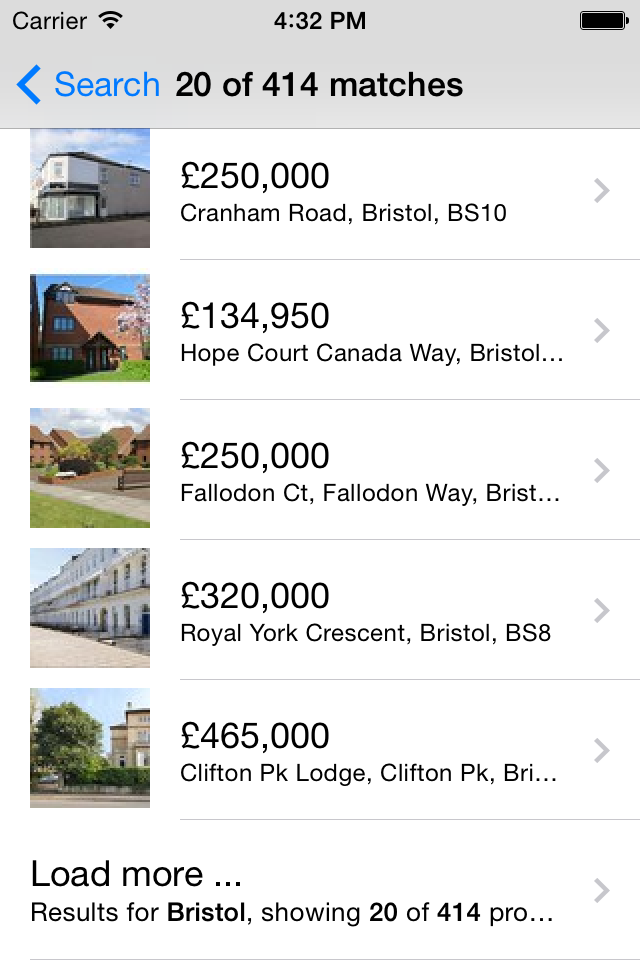 Carrier 4:32 PM
Search 20 of 414 matches
£250,000
Cranham Road, Bristol, BS10
£134,950
Hope Court Canada Way, Bristol…
£250,000
Fallodon Ct, Fallodon Way, Brist…
£320,000
Royal York Crescent, Bristol, BS8
£465,000
Clifton Pk Lodge, Clifton Pk, Bri…
Load more ...
Results for Bristol, showing 20 of 414 pro…